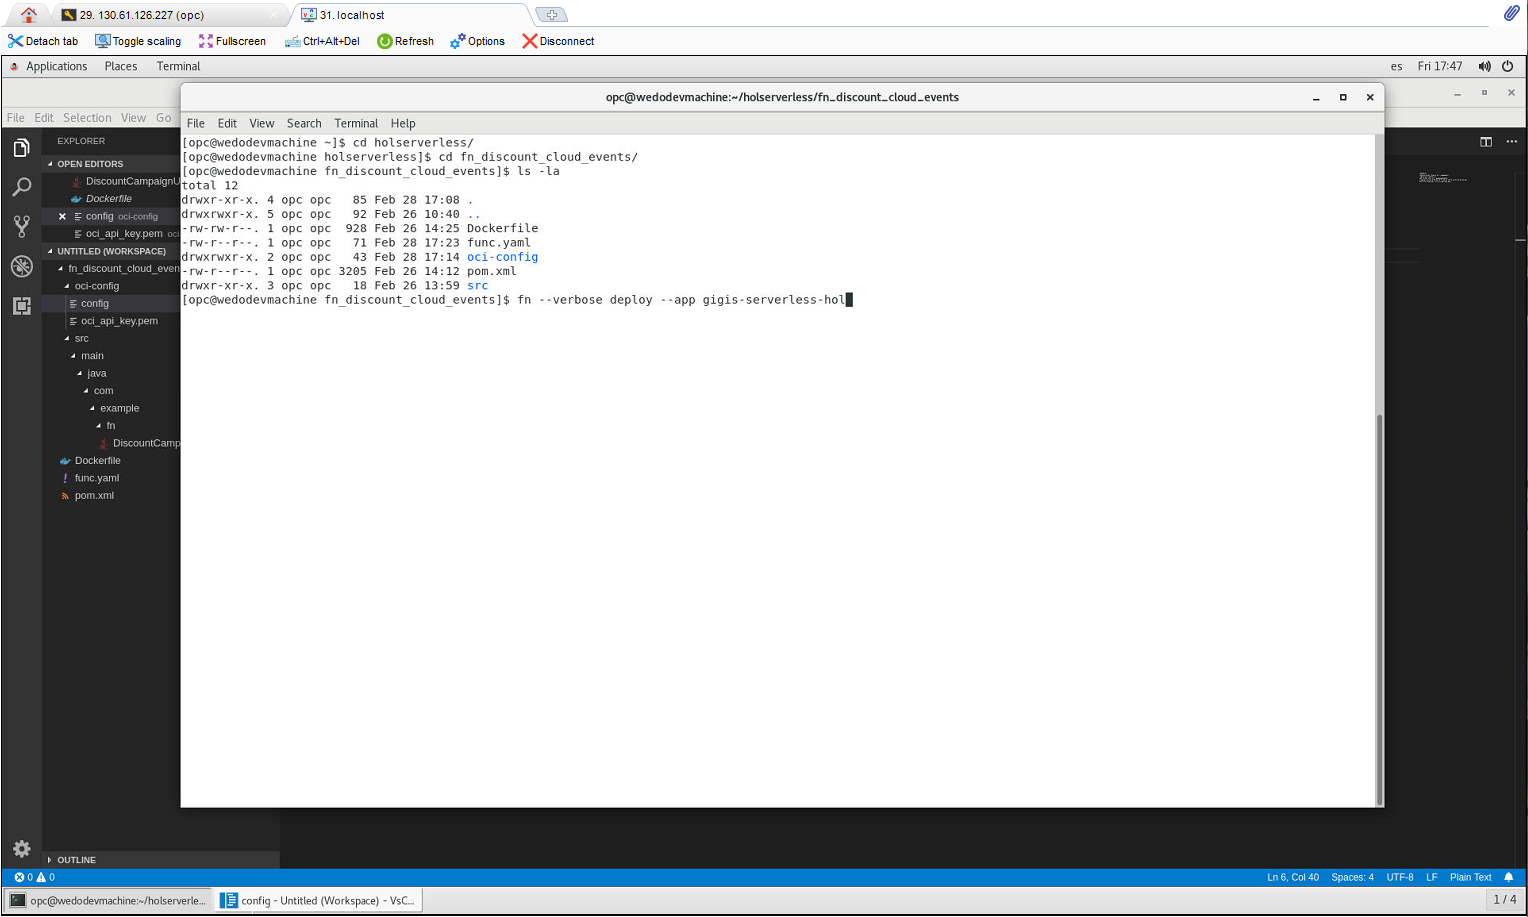 29. 130.61.126.227 (opc)
31. localhost
Detach tab
Toggle scaling
Fullscreen
Ctrl+Alt+Del
Refresh
Options
Disconnect
Applications Places Terminal
es Fri 17:47
opc@wedodevmachine:~/holserverless/fn_discount_cloud_events
File Edit Selection View Go
File Edit View Search Terminal Help
EXPLORER
OPEN EDITORS
DiscountCampaignU
Dockerfile
config oci-config
oci_api_key.pem oci
UNTITLED (WORKSPACE)
fn_discount_cloud_even
oci-config
config
oci_api_key.pem
src
main
java
com
example
fn
DiscountCamp
Dockerfile
func.yaml
pom.xml
OUTLINE
[opc@wedodevmachine ~]$ cd holserverless/
[opc@wedodevmachine holserverless]$ cd fn_discount_cloud_events/
[opc@wedodevmachine fn_discount_cloud_events]$ ls -la
total 12
drwxr-xr-x. 4 opc opc 85 Feb 28 17:08 .
drwxrwxr-x. 5 opc opc 92 Feb 26 10:40 ..
-rw-rw-r--. 1 opc opc 928 Feb 26 14:25 Dockerfile
-rw-r--r--. 1 opc opc 71 Feb 28 17:23 func.yaml
drwxrwxr-x. 2 opc opc 43 Feb 28 17:14 oci-config
-rw-r--r--. 1 opc opc 3205 Feb 26 14:12 pom.xml
drwxr-xr-x. 3 opc opc 18 Feb 26 13:59 src
[opc@wedodevmachine fn_discount_cloud_events]$ fn --verbose deploy --app gigis-serverless-hol
0 0
Ln 6, Col 40 Spaces: 4 UTF-8 LF Plain Text
opc@wedodevmachine:~/holserverle...
config - Untitled (Workspace) - VsC...
1 / 4